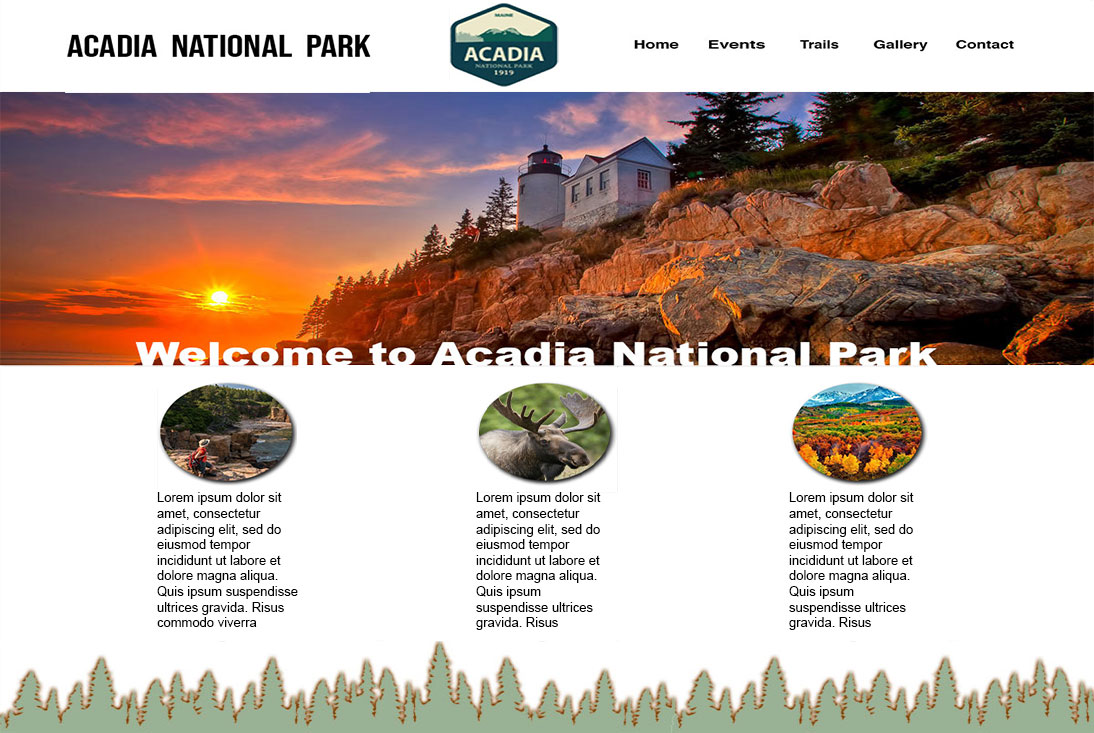 ACADIA NATIONAL PARK
MAINE
ACADIA
NATIONAL PARK
1919
Home Events Trails Gallery Contact
Welcome to Acadia National Park
Lorem ipsum dolor sit
amet, consectetur
adipiscing elit, sed do
eiusmod tempor
incididunt ut labore et
dolore magna aliqua.
Quis ipsum suspendisse
ultrices gravida. Risus
commodo viverra
Lorem ipsum dolor sit
amet, consectetur
adipiscing elit, sed do
eiusmod tempor
incididunt ut labore et
dolore magna aliqua.
Quis ipsum
suspendisse ultrices
gravida. Risus
Lorem ipsum dolor sit
amet, consectetur
adipiscing elit, sed do
eiusmod tempor
incididunt ut labore et
dolore magna aliqua.
Quis ipsum
suspendisse ultrices
gravida. Risus